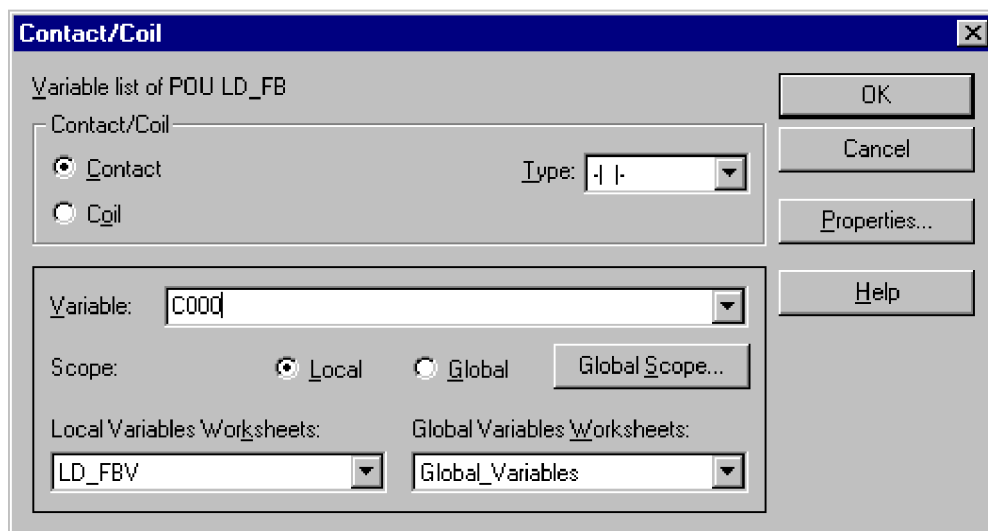 Contact/Coil
Variable list of POU LD_FB
OK
Contact/Coil
Contact
Type: -| |-
Cancel
Coil
Properties...
Variable: C000
Help
Scope: Local Global Global Scope...
Local Variables Worksheets: Global Variables Worksheets:
LD_FBV Global_Variables